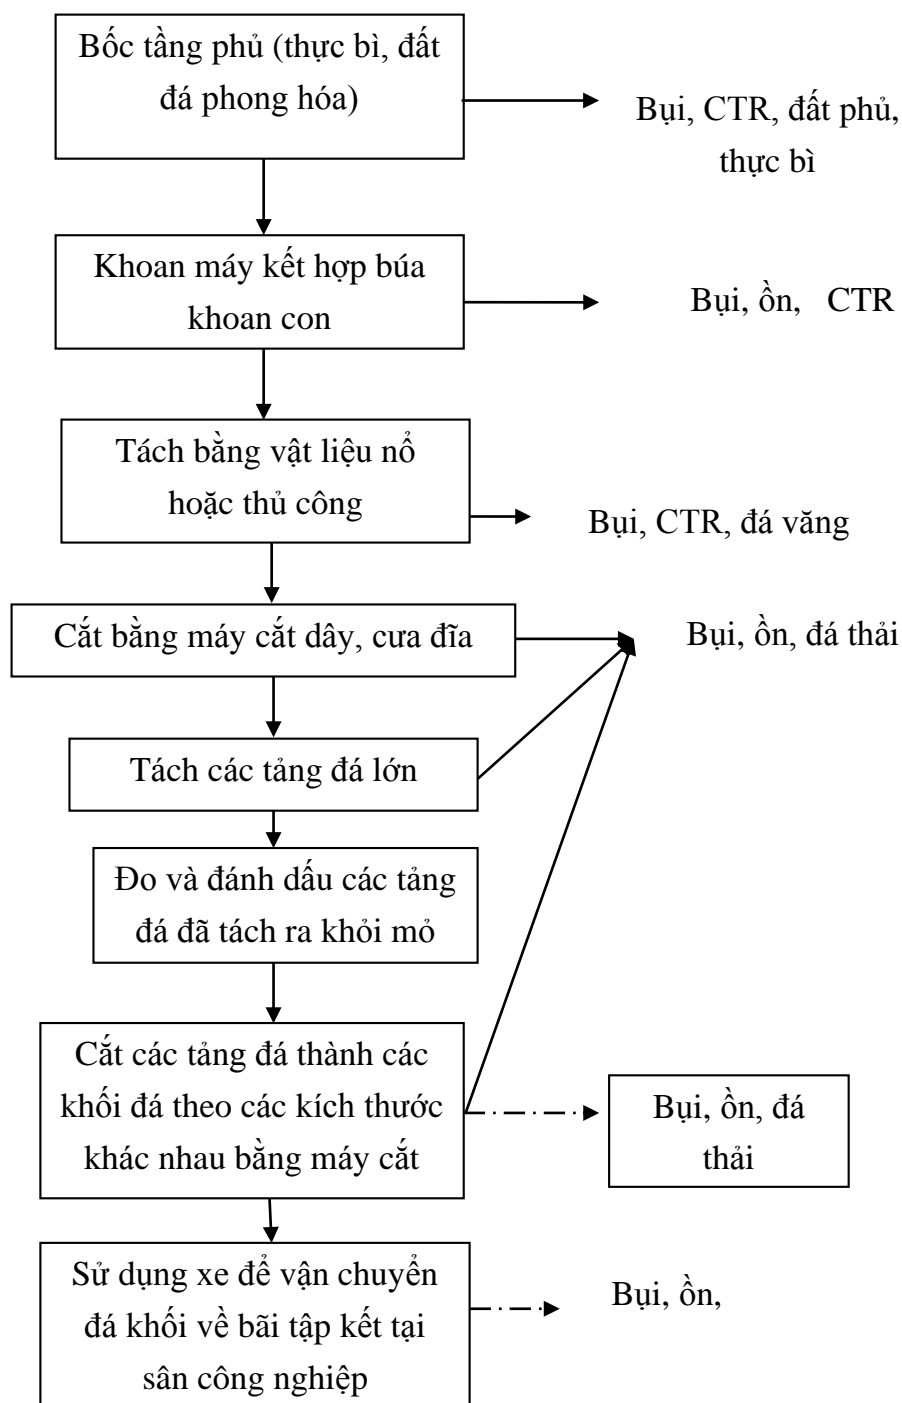 Bốc tầng phủ (thực bì, đất
đá phong hóa)
Bụi, CTR, đất phủ,
thực bì
Khoan máy kết hợp búa
khoan con
Bụi, ồn, CTR
Tách bằng vật liệu nổ
hoặc thủ công
Bụi, CTR, đá văng
Cắt bằng máy cắt dây, cưa đĩa
Bụi, ồn, đá thải
Tách các tảng đá lớn
Đo và đánh dấu các tảng
đá đã tách ra khỏi mỏ
Cắt các tảng đá thành các
khối đá theo các kích thước
khác nhau bằng máy cắt
Bụi, ồn, đá
thải
Sử dụng xe để vận chuyển
đá khối về bãi tập kết tại
sân công nghiệp
Bụi, ồn,